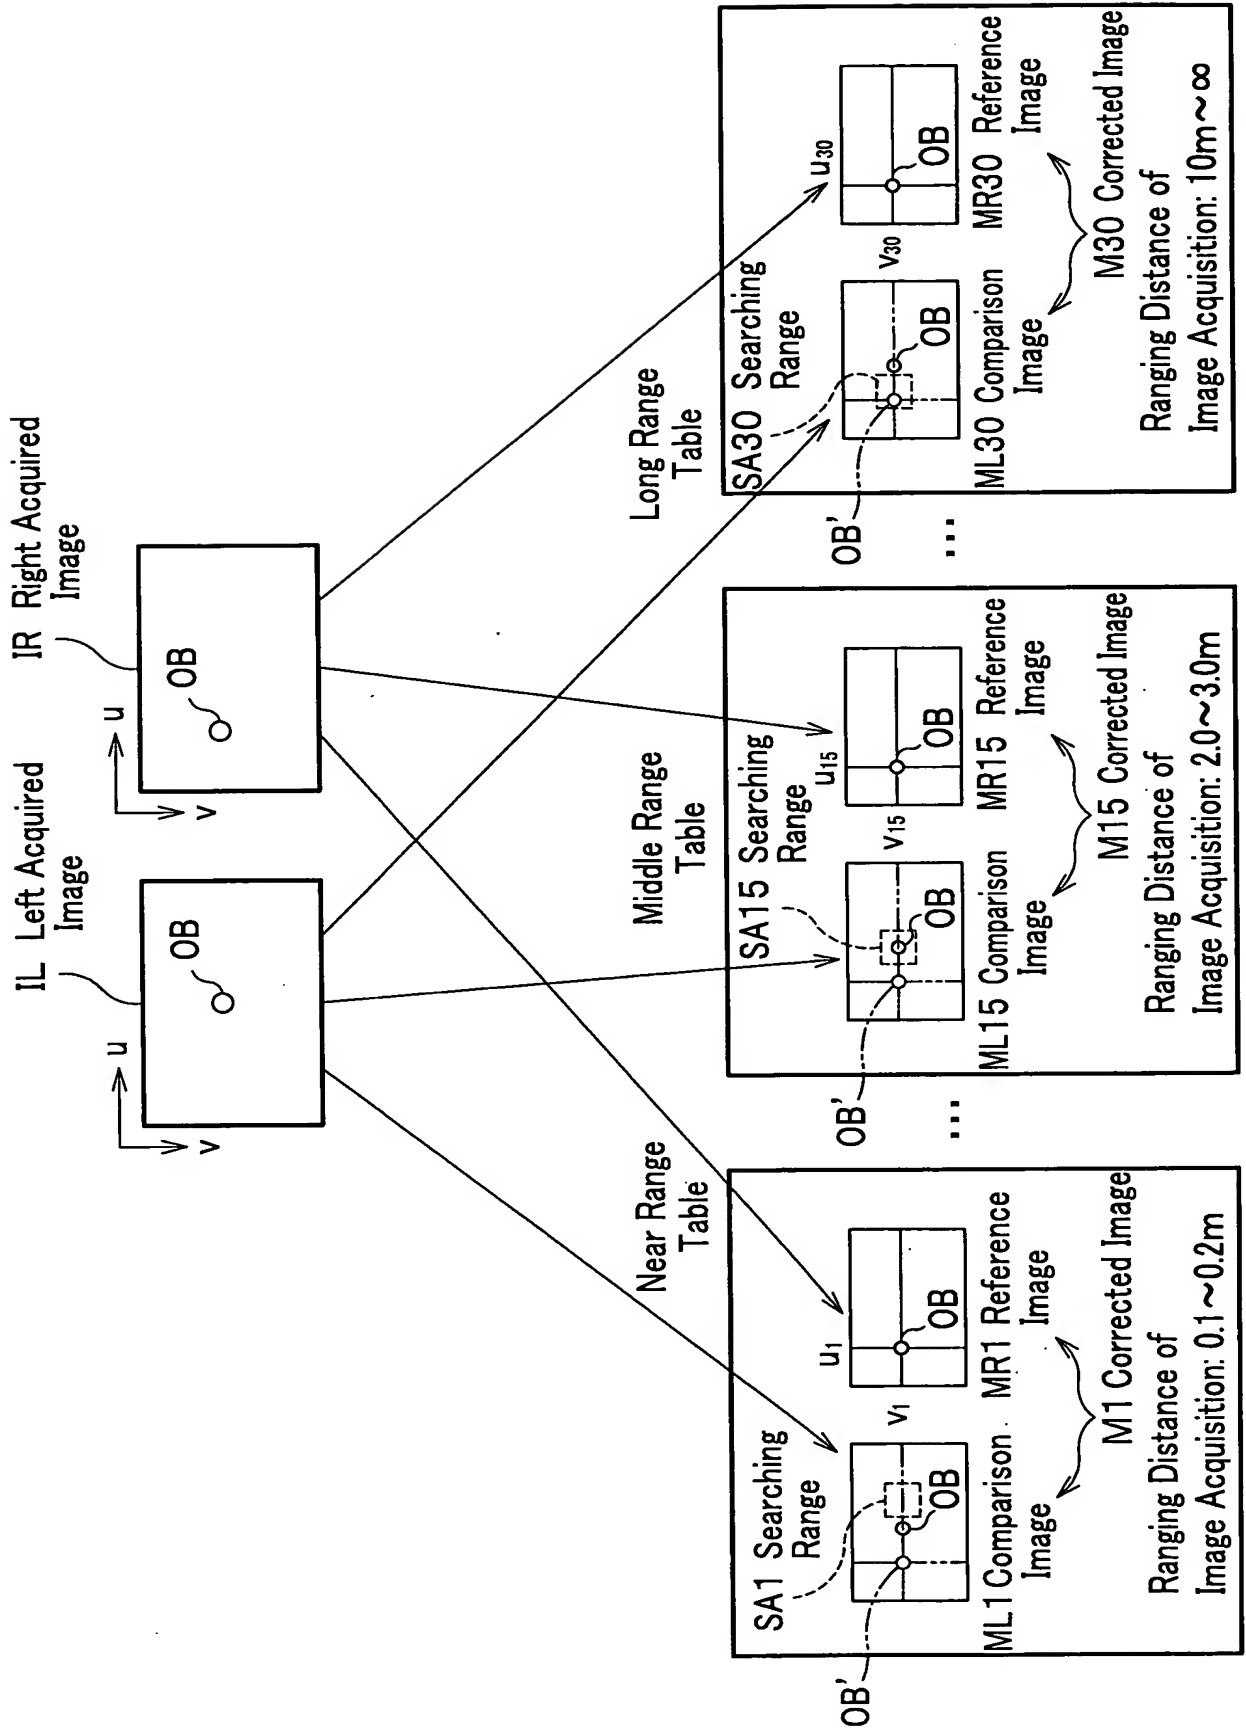 IL Left Acquired
Image
u
v
OB
IR Right Acquired
Image
u
v
OB
Near Range
Table
SA1 Searching
Range
u1
v1
OB'
OB
OB
ML1 Comparison
Image
MR1 Reference
Image
M1 Corrected Image
Ranging Distance of
Image Acquisition: 0.1~0.2m
...
Middle Range
Table
SA15 Searching
Range
u15
v15
OB'
OB
OB
ML15 Comparison
Image
MR15 Reference
Image
M15 Corrected Image
Ranging Distance of
Image Acquisition: 2.0~3.0m
...
Long Range
Table
SA30 Searching
Range
u30
v30
OB'
OB
OB
ML30 Comparison
Image
MR30 Reference
Image
M30 Corrected Image
Ranging Distance of
Image Acquisition: 10m~∞